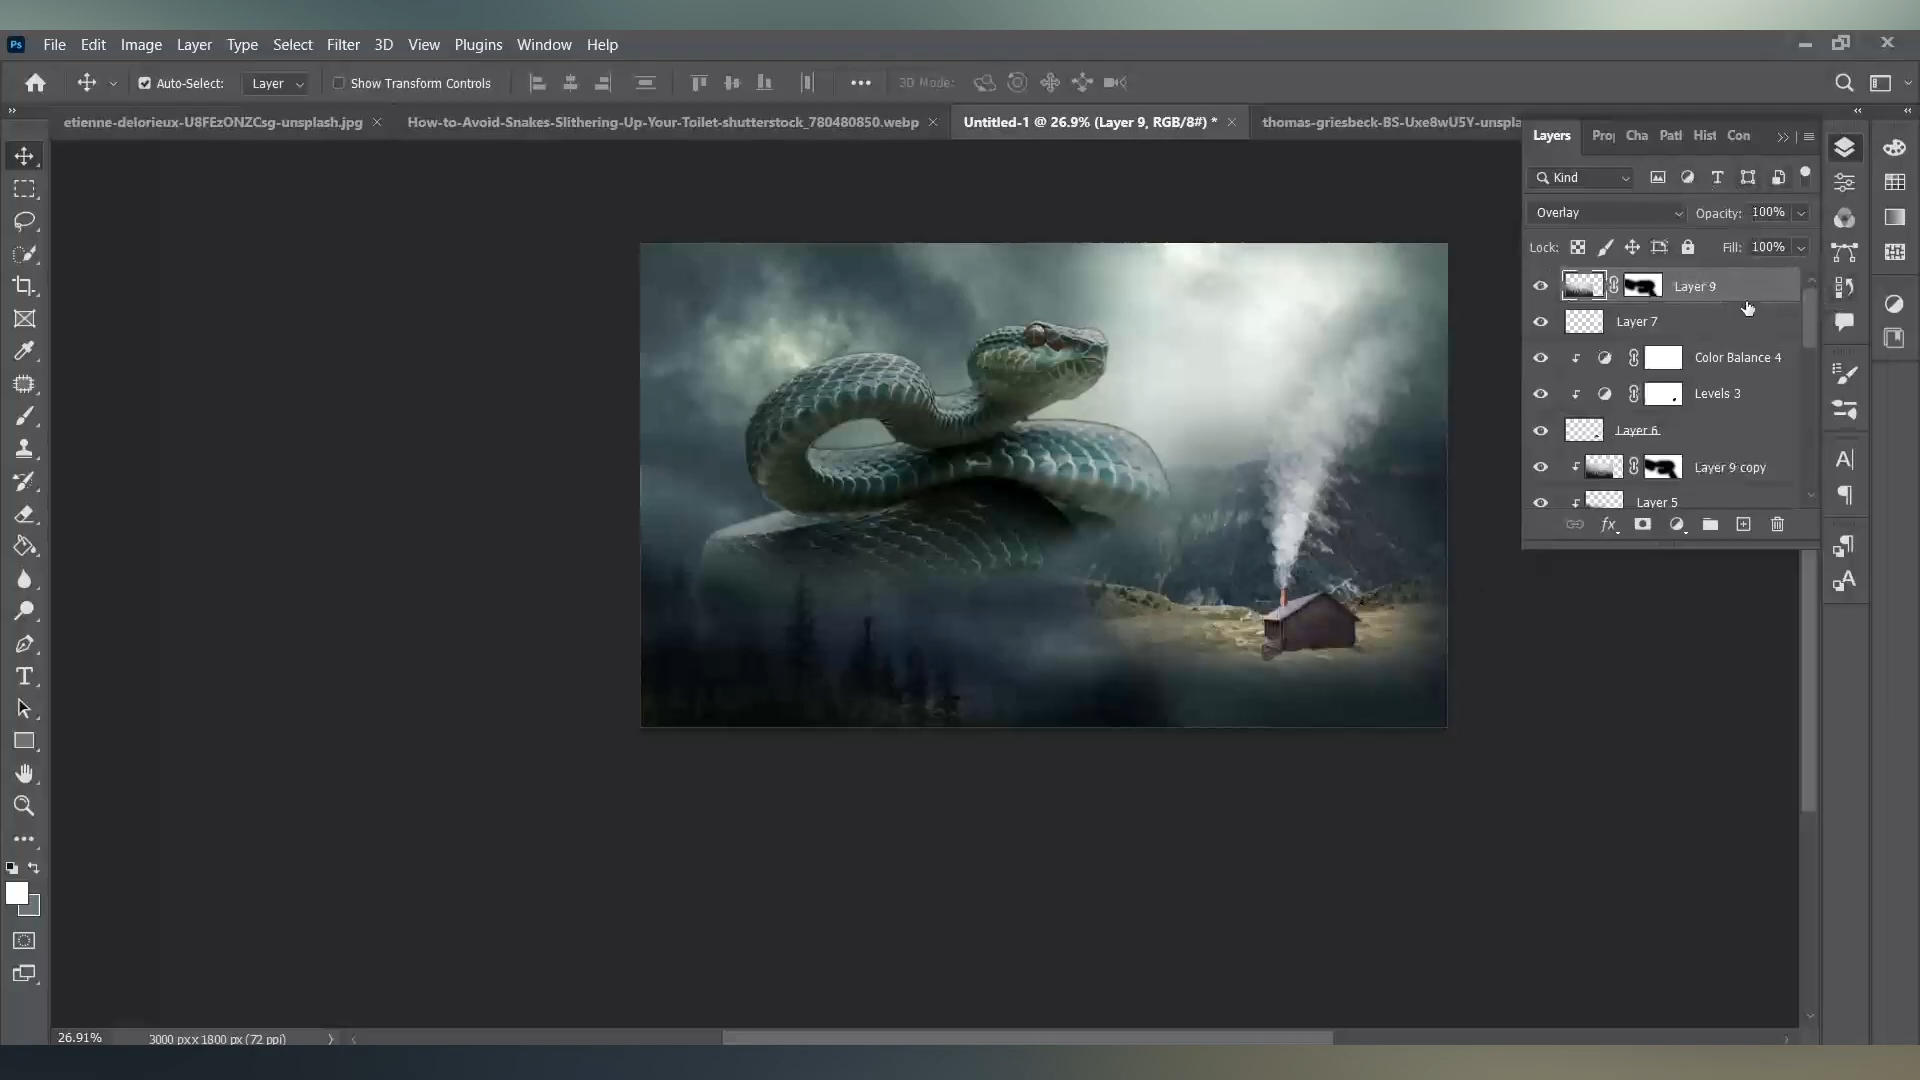 Ps File Edit Image Layer Type Select Filter 3D View Plugins Window Help
Auto-Select: Layer Show Transform Controls 3D Mode:
etienne-delorieux-U8FEzONZCsg-unsplash.jpg How-to-Avoid-Snakes-Slithering-Up-Your-Toilet-shutterstock_780480850.webp Untitled-1 @ 26.9% (Layer 9, RGB/8#) * thomas-griesbeck-BS-Uxe8wU5Y-unspla
Layers Pro Cha Patl Hist Con
Kind
Overlay Opacity: 100%
Lock: Fill: 100%
Layer 9
Layer 7
Color Balance 4
Levels 3
Layer 6
Layer 9 copy
Layer 5
fx
26.91% 3000 px x 1800 px (72 ppi)